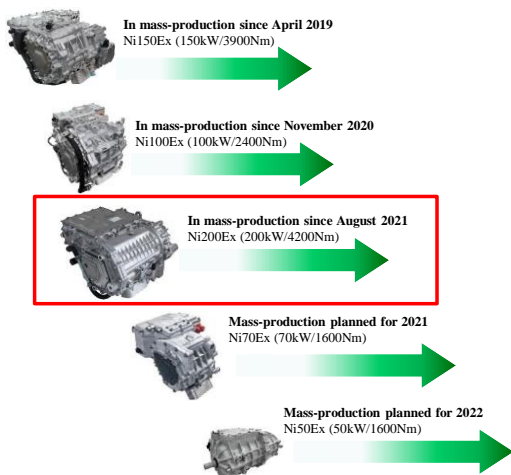 In mass-production since April 2019
Ni150Ex (150kW/3900Nm)
In mass-production since November 2020
Ni100Ex (100kW/2400Nm)
In mass-production since August 2021
Ni200Ex (200kW/4200Nm)
Mass-production planned for 2021
Ni70Ex (70kW/1600Nm)
Mass-production planned for 2022
Ni50Ex (50kW/1600Nm)